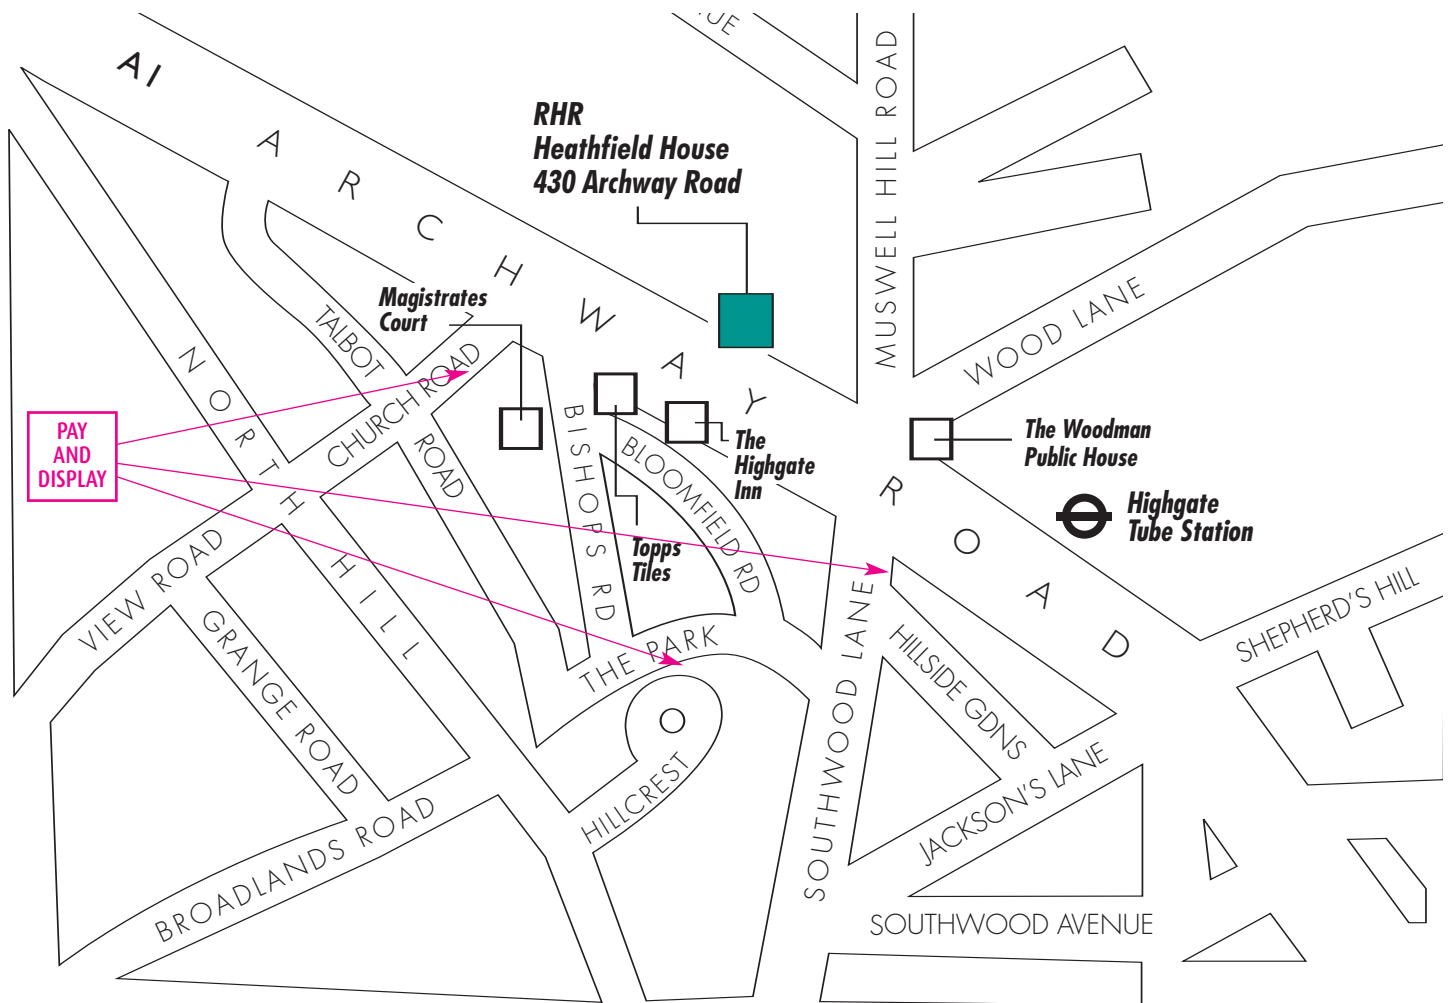 UE
A1
ARCHWAY ROAD
RHR
Heathfield House
430 Archway Road
MUSWELL HILL ROAD
WOOD LANE
Magistrates
Court
TALBOT ROAD
NORTH HILL
CHURCH ROAD
PAY
AND
DISPLAY
BISHOPS RD
BLOOMFIELD RD
The
Highgate
Inn
The Woodman
Public House
Highgate
Tube Station
Topps
Tiles
VIEW ROAD
GRANGE ROAD
THE PARK
SOUTHWOOD LANE
HILLSIDE GDNS
SHEPHERD'S HILL
HILLCREST
JACKSON'S LANE
BROADLANDS ROAD
SOUTHWOOD AVENUE